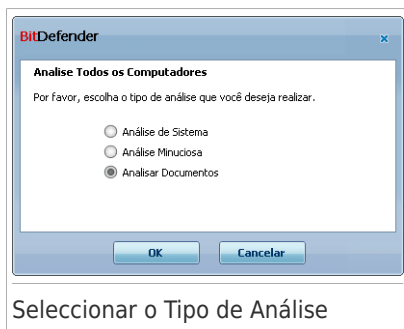 BitDefender
Analise Todos os Computadores
Por favor, escolha o tipo de análise que você deseja realizar.
Análise de Sistema
Análise Minuciosa
Analisar Documentos
OK Cancelar
Seleccionar o Tipo de Análise